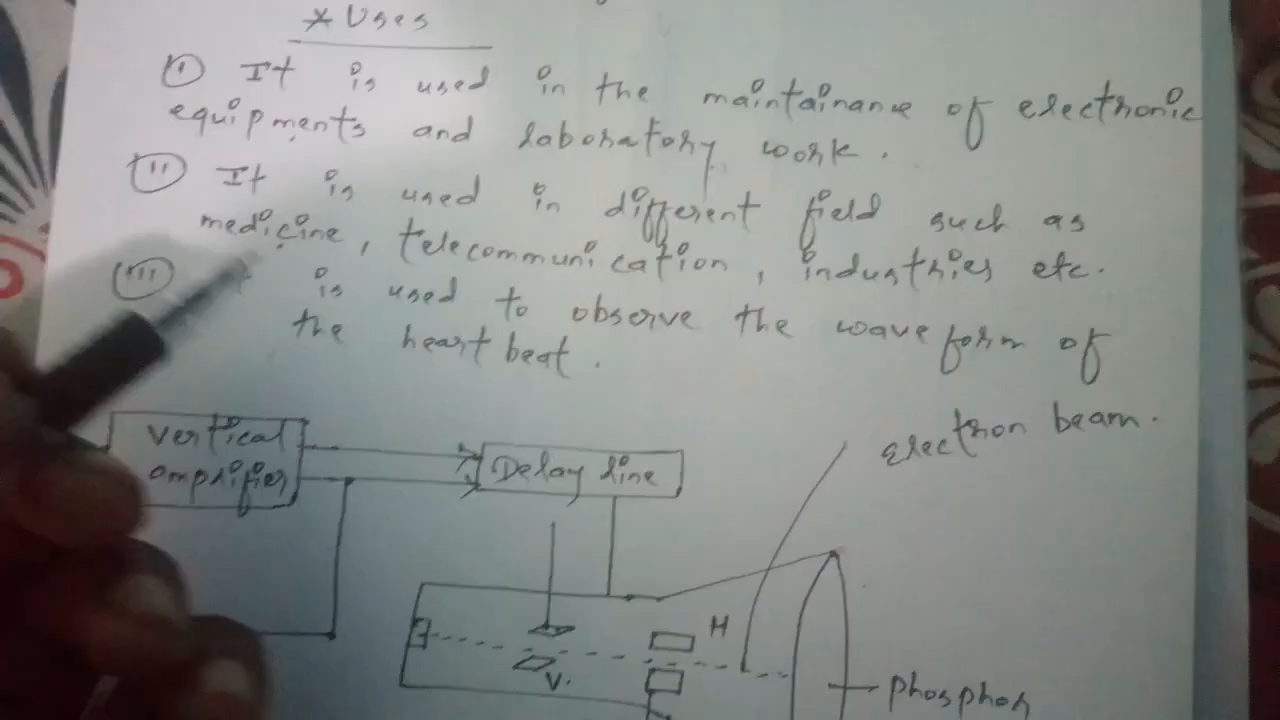 * Uses
(i) It is used in the maintainance of electronic
equipments and laboratory work.
(ii) It is used in different field such as
medicine, telecommunication, industries etc.
(iii) is used to observe the waveform of
the heart beat.
electron beam.
Vertical
amplifier
Delay line
H
V.
phosphor